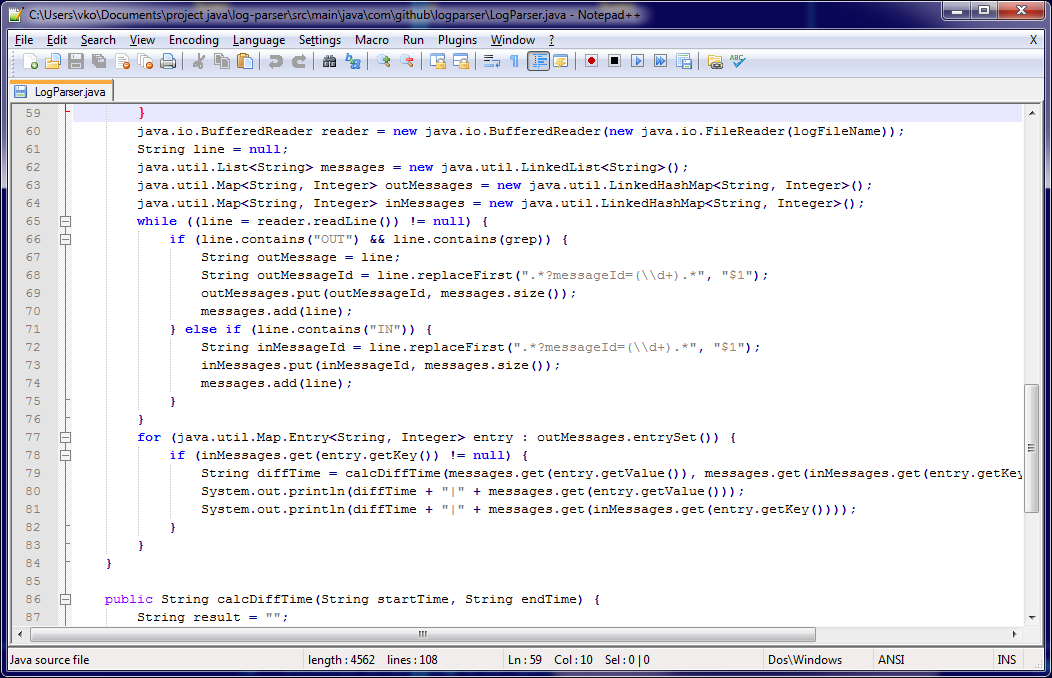 C:\Users\vko\Documents\project java\log-parser\src\main\java\com\github\logparser\LogParser.java - Notepad++
File Edit Search View Encoding Language Settings Macro Run Plugins Window ? X
ABC
LogParser.java
59 }
60 java.io.BufferedReader reader = new java.io.BufferedReader(new java.io.FileReader(logFileName));
61 String line = null;
62 java.util.List<String> messages = new java.util.LinkedList<String>();
63 java.util.Map<String, Integer> outMessages = new java.util.LinkedHashMap<String, Integer>();
64 java.util.Map<String, Integer> inMessages = new java.util.LinkedHashMap<String, Integer>();
65 while ((line = reader.readLine()) != null) {
66 if (line.contains("OUT") && line.contains(grep)) {
67 String outMessage = line;
68 String outMessageId = line.replaceFirst(".*?messageId=(\\d+).*", "$1");
69 outMessages.put(outMessageId, messages.size());
70 messages.add(line);
71 } else if (line.contains("IN")) {
72 String inMessageId = line.replaceFirst(".*?messageId=(\\d+).*", "$1");
73 inMessages.put(inMessageId, messages.size());
74 messages.add(line);
75 }
76 }
77 for (java.util.Map.Entry<String, Integer> entry : outMessages.entrySet()) {
78 if (inMessages.get(entry.getKey()) != null) {
79 String diffTime = calcDiffTime(messages.get(entry.getValue()), messages.get(inMessages.get(entry.getKey
80 System.out.println(diffTime + "|" + messages.get(entry.getValue()));
81 System.out.println(diffTime + "|" + messages.get(inMessages.get(entry.getKey())));
82 }
83 }
84 }
85
86 public String calcDiffTime(String startTime, String endTime) {
87 String result = "";
Java source file length : 4562 lines : 108 Ln : 59 Col : 10 Sel : 0 | 0 Dos\Windows ANSI INS